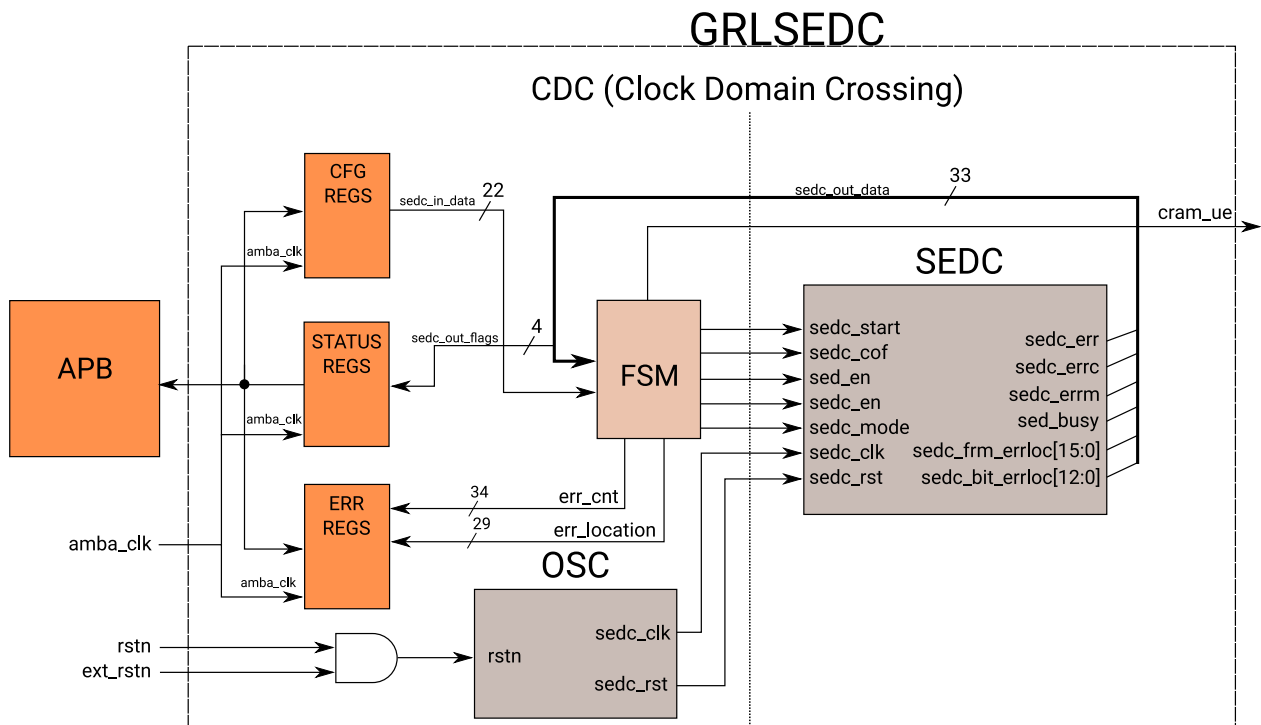 GRLSEDC
CDC (Clock Domain Crossing)
CFG
REGS
sedc_in_data
22
sedc_out_data
33
cram_ue
amba_clk
SEDC
APB
STATUS
REGS
sedc_out_flags
4
amba_clk
FSM
sedc_start
sedc_cof
sed_en
sedc_en
sedc_mode
sedc_clk
sedc_rst
sedc_err
sedc_errc
sedc_errm
sed_busy
sedc_frm_errloc[15:0]
sedc_bit_errloc[12:0]
ERR
REGS
34
err_cnt
29
err_location
amba_clk
amba_clk
OSC
rstn
ext_rstn
rstn
sedc_clk
sedc_rst